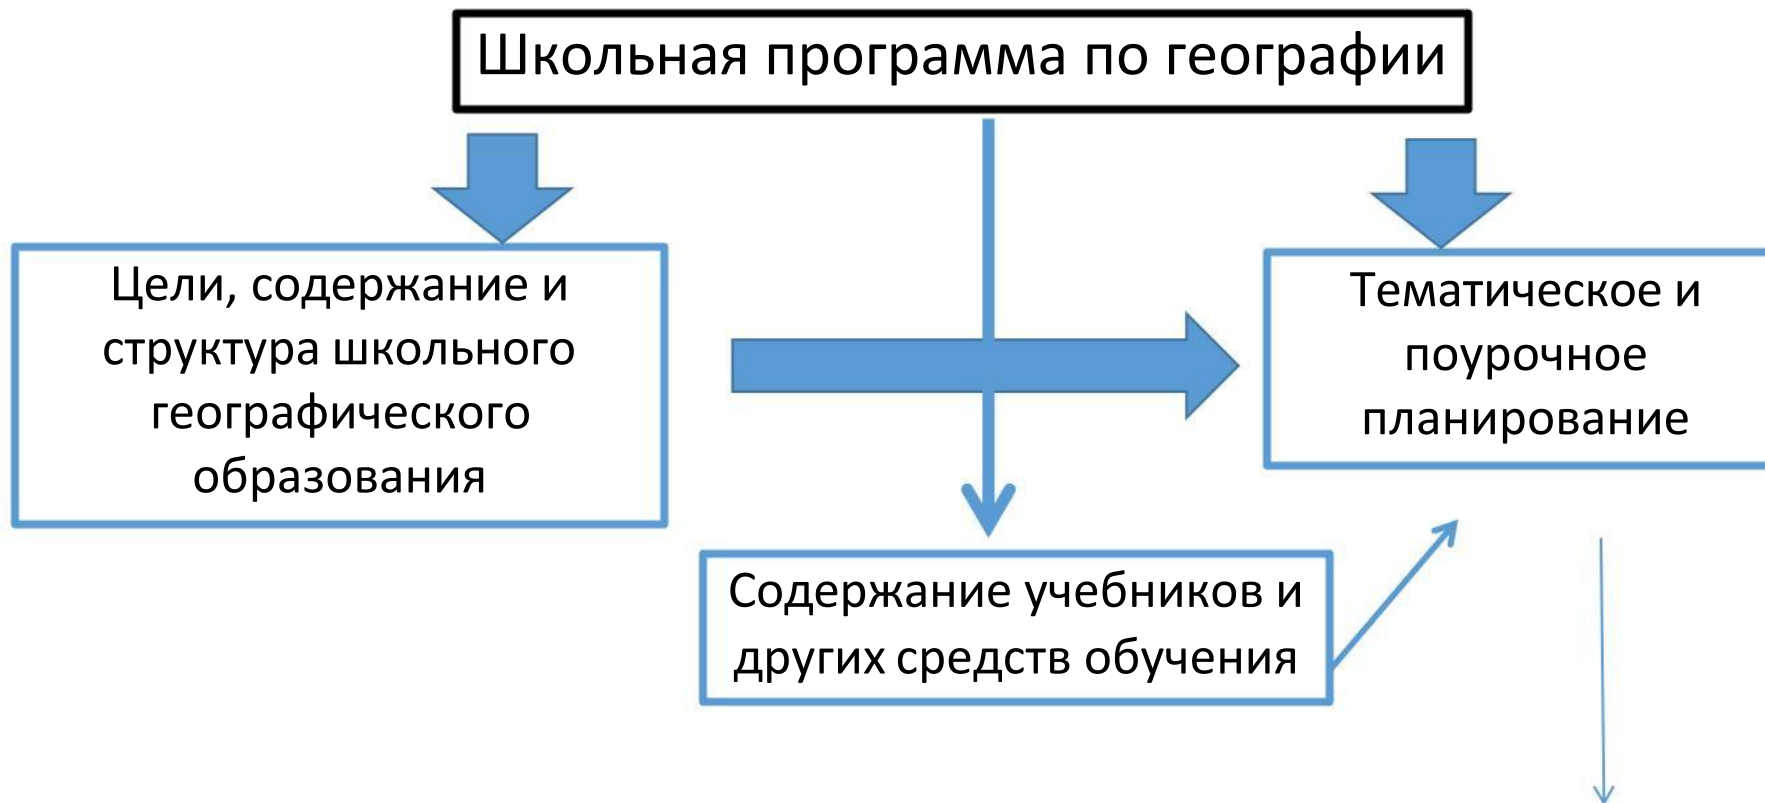 Школьная программа по географии
Цели, содержание и
структура школьного
географического
образования
Тематическое и
поурочное
планирование
Содержание учебников и
других средств обучения